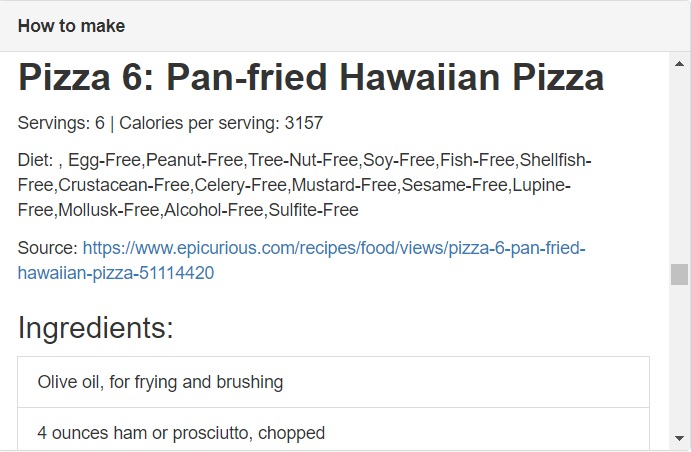 How to make
Pizza 6: Pan-fried Hawaiian Pizza
Servings: 6 | Calories per serving: 3157
Diet: , Egg-Free,Peanut-Free,Tree-Nut-Free,Soy-Free,Fish-Free,Shellfish-
Free,Crustacean-Free,Celery-Free,Mustard-Free,Sesame-Free,Lupine-
Free,Mollusk-Free,Alcohol-Free,Sulfite-Free
Source: https://www.epicurious.com/recipes/food/views/pizza-6-pan-fried-
hawaiian-pizza-51114420
Ingredients:
Olive oil, for frying and brushing
4 ounces ham or prosciutto, chopped